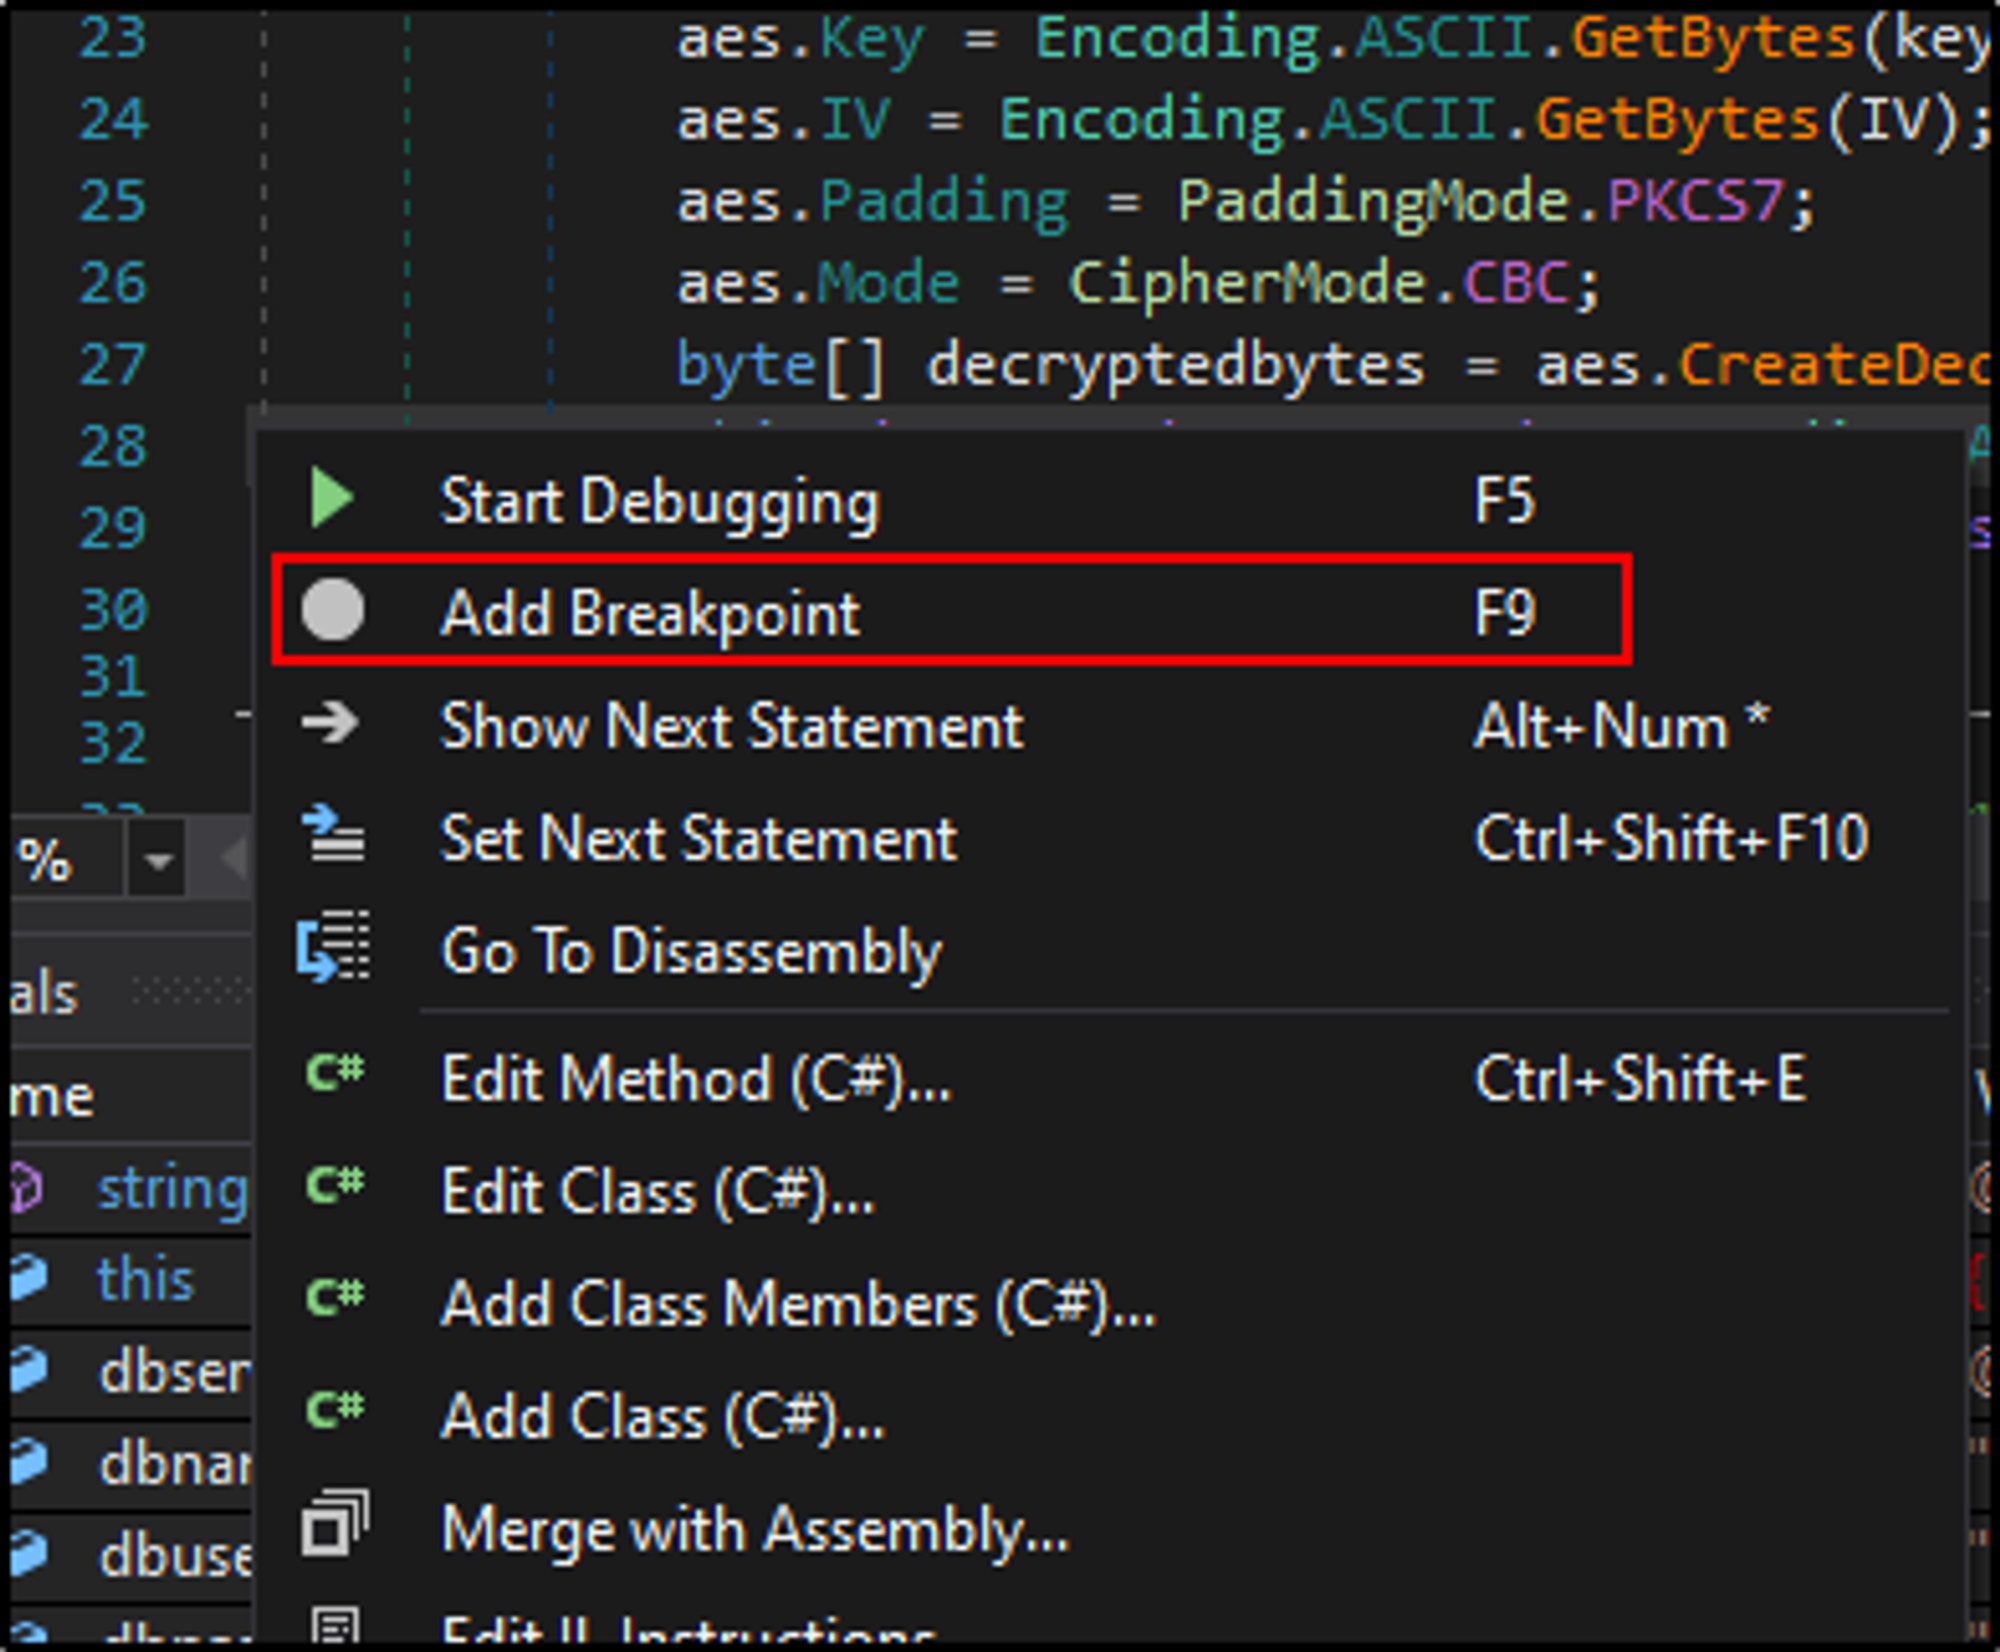 23 aes.Key = Encoding.ASCII.GetBytes(key
24 aes.IV = Encoding.ASCII.GetBytes(IV);
25 aes.Padding = PaddingMode.PKCS7;
26 aes.Mode = CipherMode.CBC;
27 byte[] decryptedbytes = aes.CreateDec
28
29
30
31
32
%
Start Debugging F5
Add Breakpoint F9
Show Next Statement Alt+Num *
Set Next Statement Ctrl+Shift+F10
Go To Disassembly
Edit Method (C#)... Ctrl+Shift+E
Edit Class (C#)...
Add Class Members (C#)...
Add Class (C#)...
Merge with Assembly...
Edit IL Instructions
als
me
string
this
dbser
dbnar
dbuse